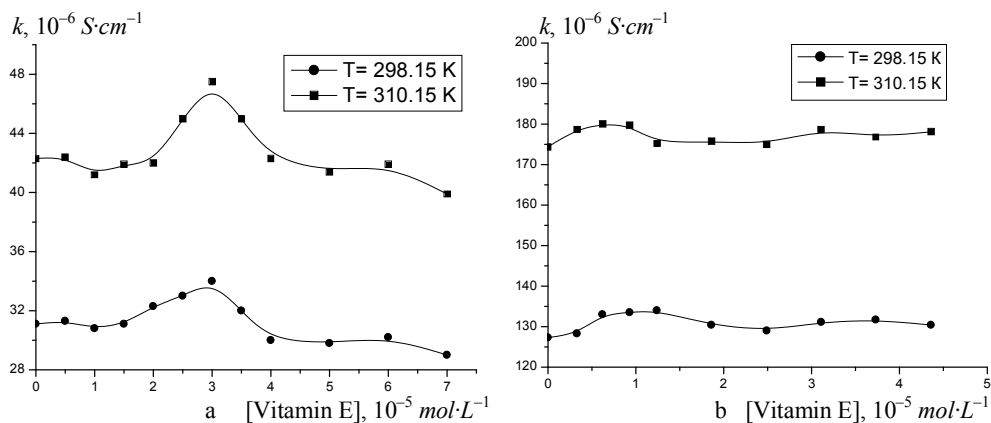 k, 10⁻⁶ S·cm⁻¹
T= 298.15 K
T= 310.15 K
48
44
40
36
32
28
0 1 2 3 4 5 6 7
a [Vitamin E], 10⁻⁵ mol·L⁻¹
k, 10⁻⁶ S·cm⁻¹
T= 298.15 K
T= 310.15 K
200
190
180
170
160
150
140
130
120
0 1 2 3 4 5
b [Vitamin E], 10⁻⁵ mol·L⁻¹